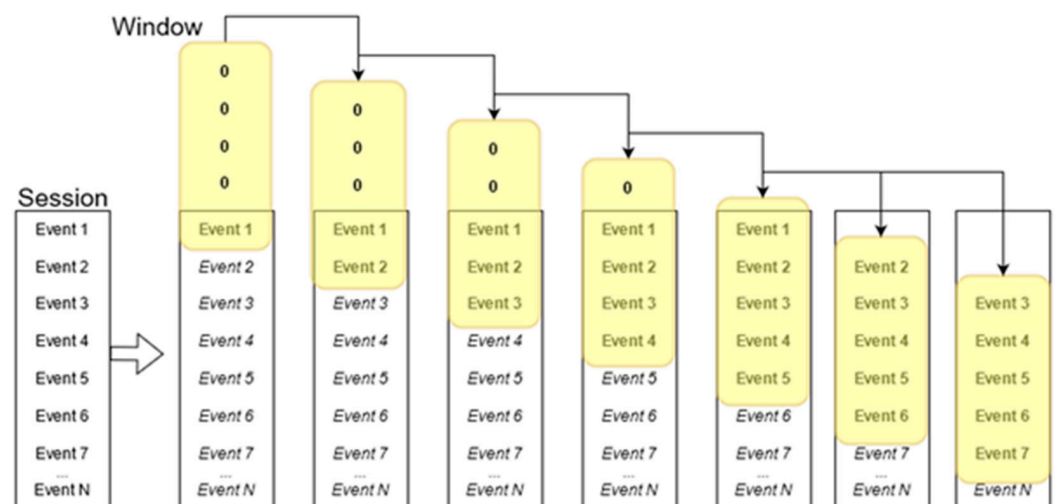 Window
Session
Event 1
Event 2
Event 3
Event 4
Event 5
Event 6
Event 7
...
Event N
0
0
0
0
Event 1
Event 2
Event 3
Event 4
Event 5
Event 6
Event 7
...
Event N
0
0
0
Event 1
Event 2
Event 3
Event 4
Event 5
Event 6
Event 7
...
Event N
0
0
Event 1
Event 2
Event 3
Event 4
Event 5
Event 6
Event 7
...
Event N
0
Event 1
Event 2
Event 3
Event 4
Event 5
Event 6
Event 7
...
Event N
Event 1
Event 2
Event 3
Event 4
Event 5
Event 6
Event 7
...
Event N
Event 2
Event 3
Event 4
Event 5
Event 6
Event 7
...
Event N
Event 3
Event 4
Event 5
Event 6
Event 7
Event N